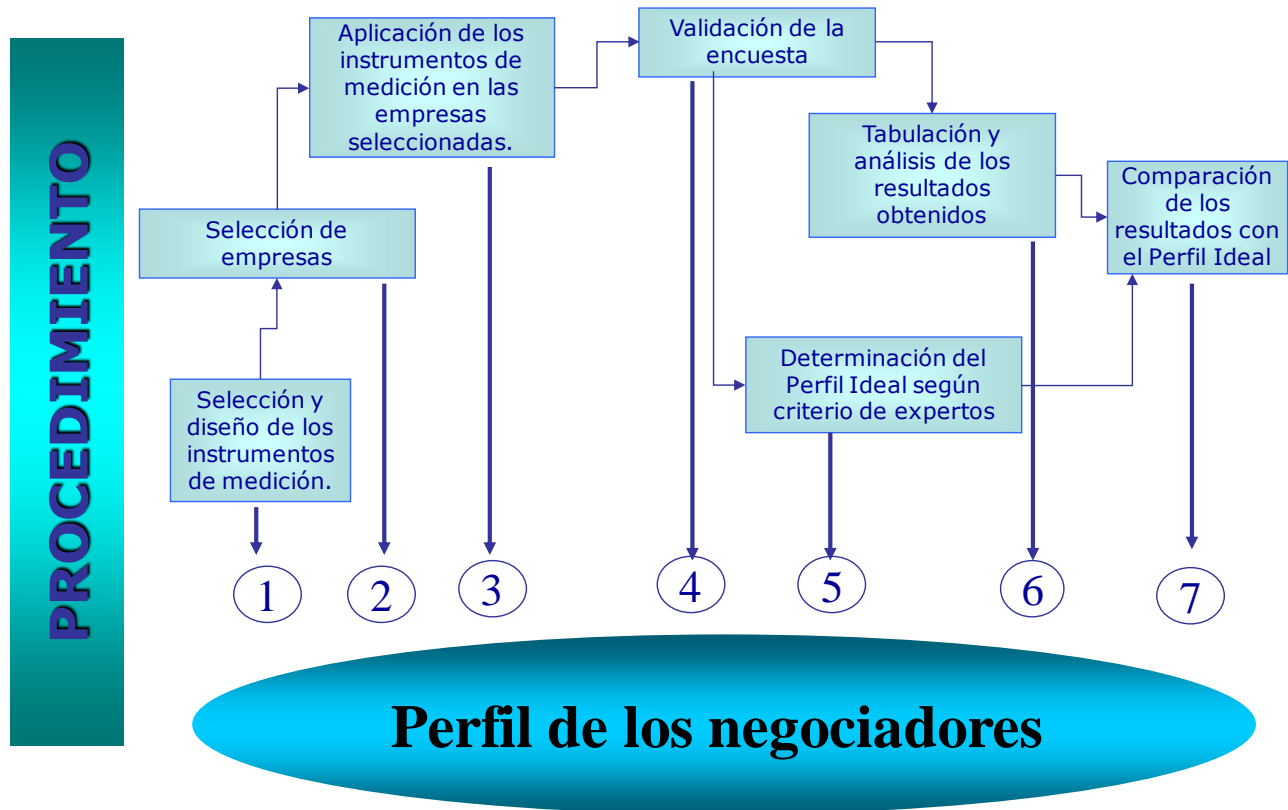 PROCEDIMIENTO
Aplicación de los
instrumentos de
medición en las
empresas
seleccionadas.
Validación de la
encuesta
Tabulación y
análisis de los
resultados
obtenidos
Comparación
de los
resultados con
el Perfil Ideal
Selección de
empresas
Selección y
diseño de los
instrumentos
de medición.
Determinación del
Perfil Ideal según
criterio de expertos
1
2
3
4
5
6
7
Perfil de los negociadores